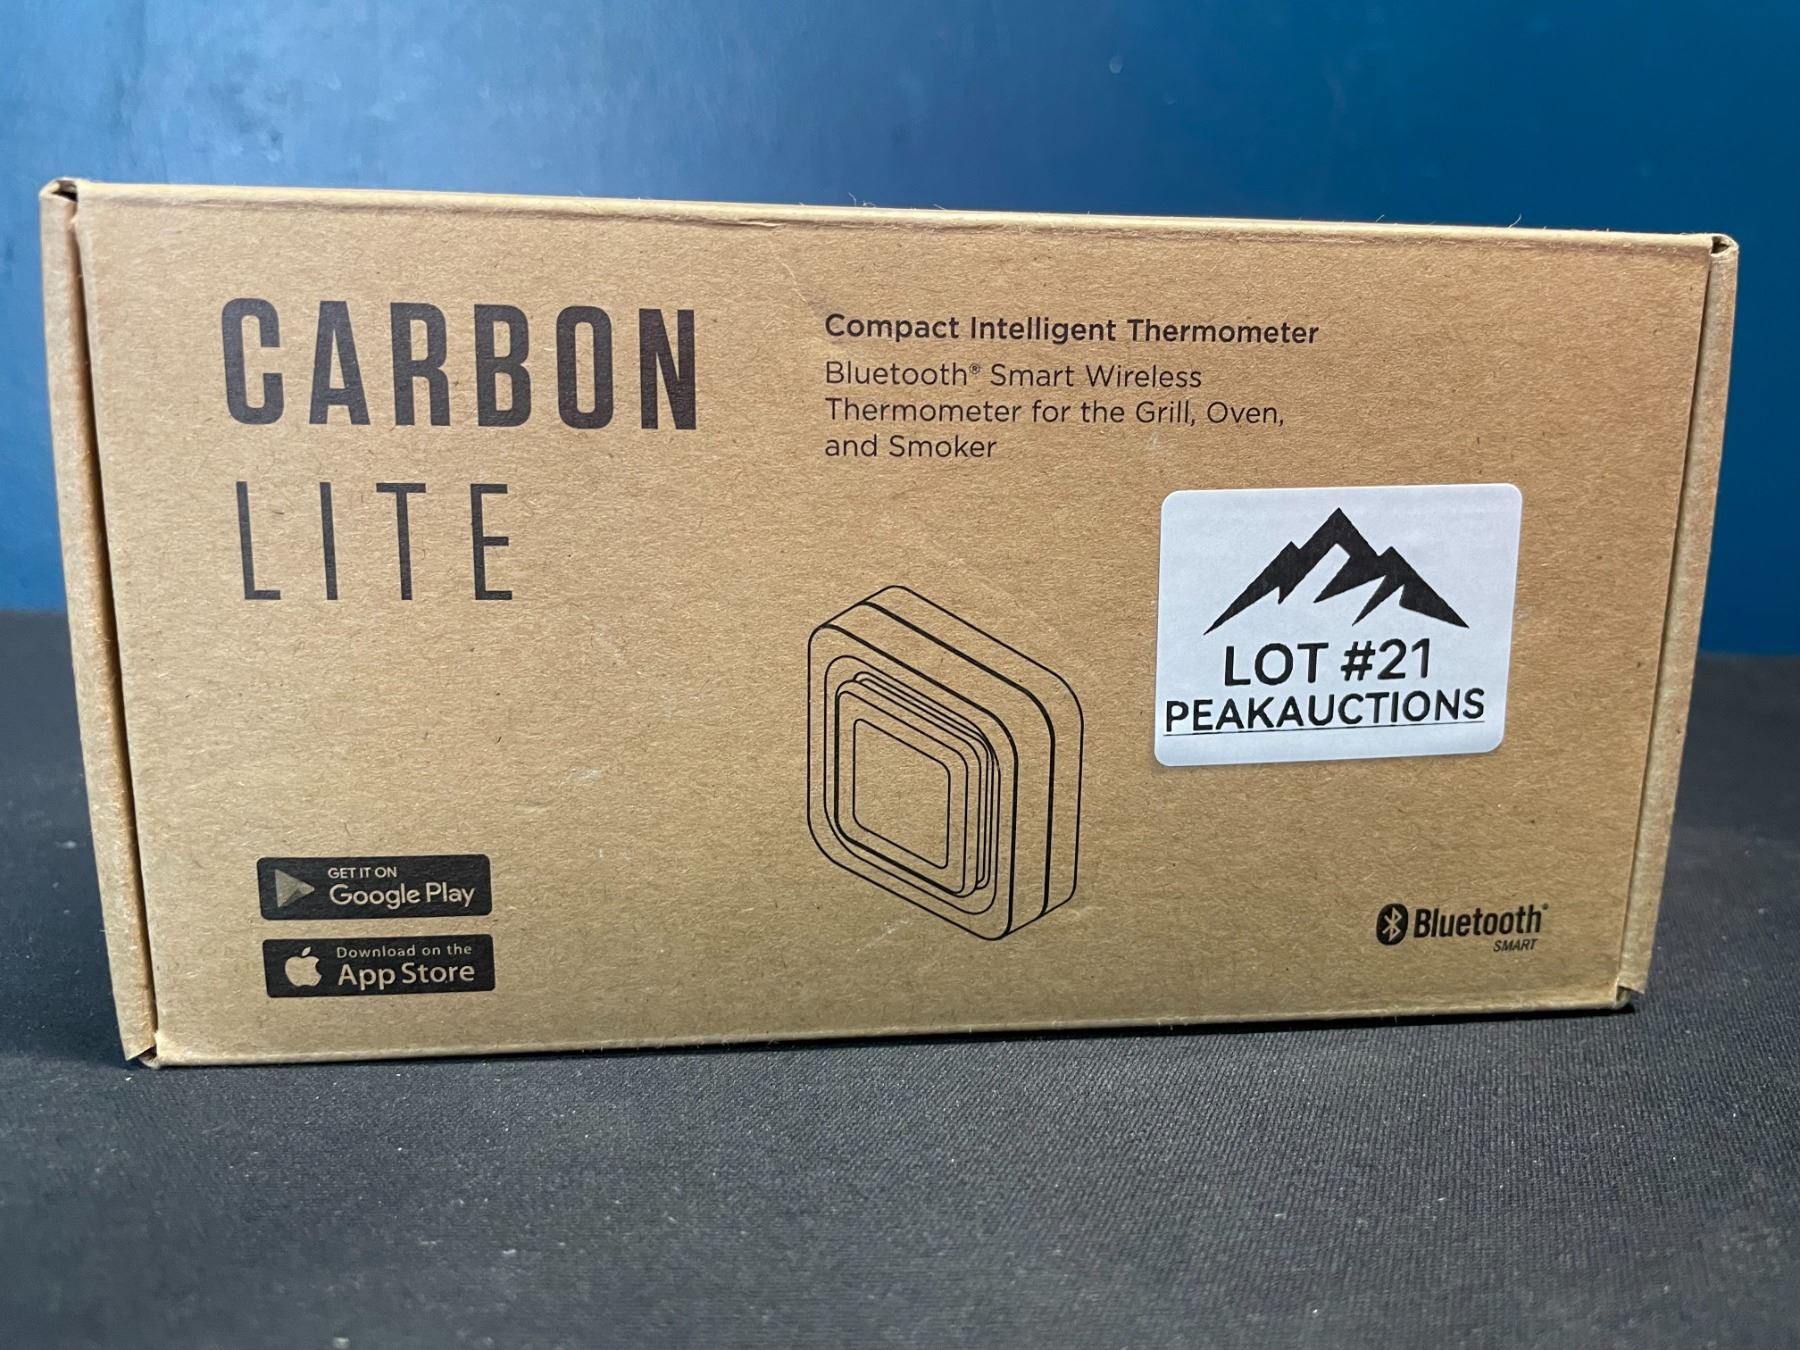 CARBON
LITE
Compact Intelligent Thermometer
Bluetooth® Smart Wireless
Thermometer for the Grill, Oven,
and Smoker
LOT #21
PEAKAUCTIONS
GET IT ON
Google Play
Download on the
App Store
Bluetooth®
SMART